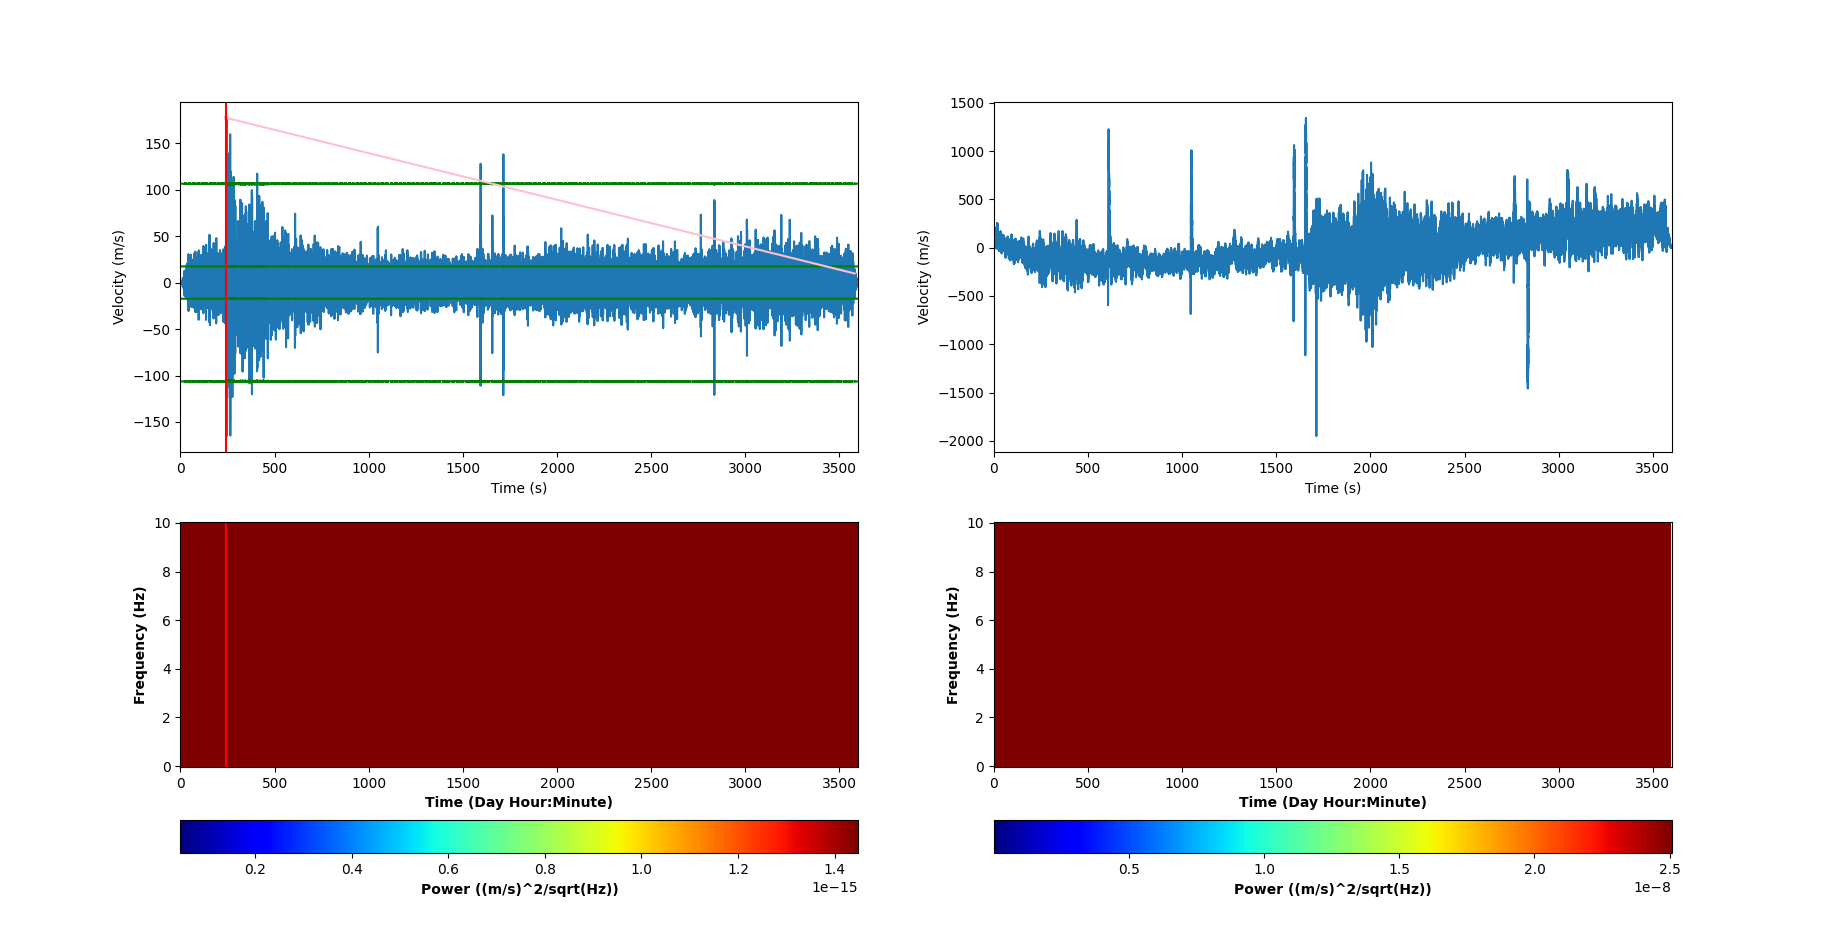 150
100
50
0
−50
−100
−150
Velocity (m/s)
0 500 1000 1500 2000 2500 3000 3500
Time (s)
1500
1000
500
0
−500
−1000
−1500
−2000
Velocity (m/s)
0 500 1000 1500 2000 2500 3000 3500
Time (s)
10
8
6
4
2
0
Frequency (Hz)
0 500 1000 1500 2000 2500 3000 3500
Time (Day Hour:Minute)
0.2 0.4 0.6 0.8 1.0 1.2 1.4
1e−15
Power ((m/s)^2/sqrt(Hz))
10
8
6
4
2
0
Frequency (Hz)
0 500 1000 1500 2000 2500 3000 3500
Time (Day Hour:Minute)
0.5 1.0 1.5 2.0 2.5
1e−8
Power ((m/s)^2/sqrt(Hz))